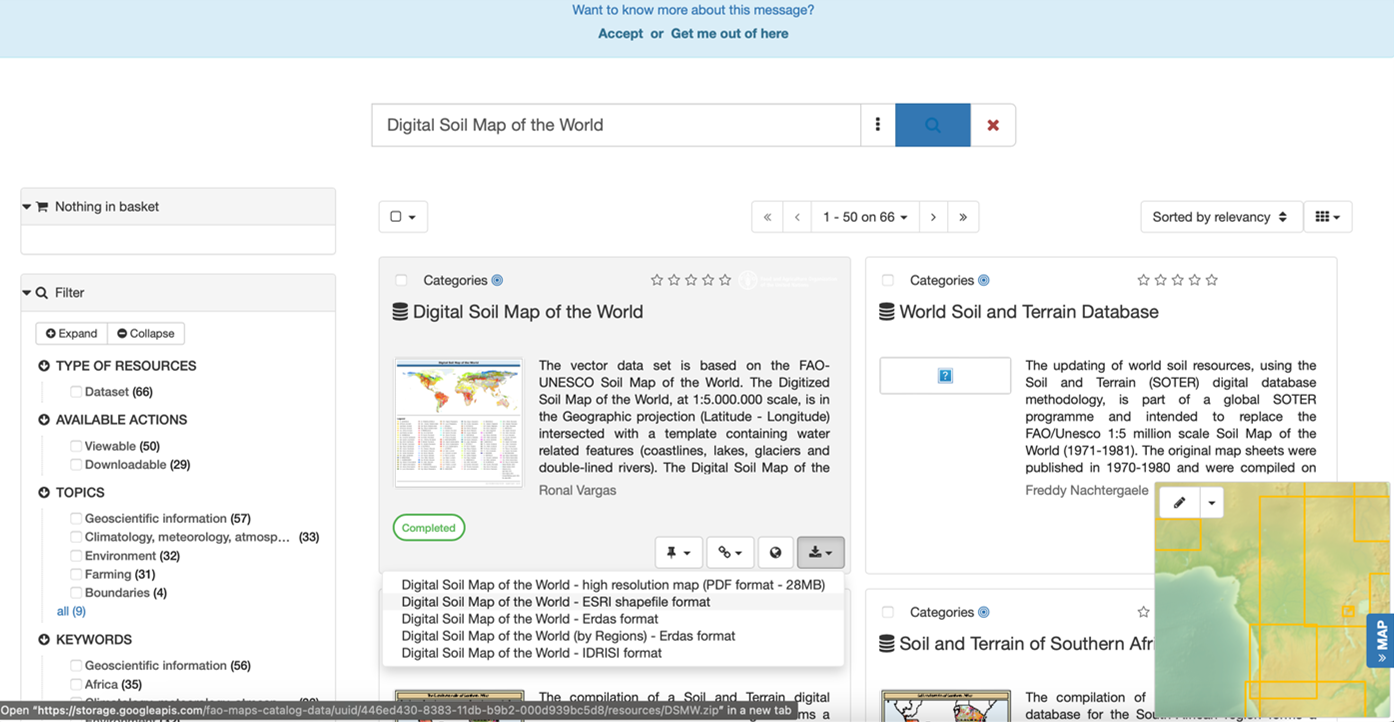 Want to know more about this message?
Accept or Get me out of here
Digital Soil Map of the World
Nothing in basket
1 - 50 on 66
Sorted by relevancy
Filter
Expand
Collapse
TYPE OF RESOURCES
Dataset (66)
AVAILABLE ACTIONS
Viewable (50)
Downloadable (29)
TOPICS
Geoscientific information (57)
Climatology, meteorology, atmosp... (33)
Environment (32)
Farming (31)
Boundaries (4)
all (9)
KEYWORDS
Geoscientific information (56)
Africa (35)
Categories
Digital Soil Map of the World
The vector data set is based on the FAO-
UNESCO Soil Map of the World. The Digitized
Soil Map of the World, at 1:5.000.000 scale, is in
the Geographic projection (Latitude - Longitude)
intersected with a template containing water
related features (coastlines, lakes, glaciers and
double-lined rivers). The Digital Soil Map of the
Ronal Vargas
Completed
Digital Soil Map of the World - high resolution map (PDF format - 28MB)
Digital Soil Map of the World - ESRI shapefile format
Digital Soil Map of the World - Erdas format
Digital Soil Map of the World (by Regions) - Erdas format
Digital Soil Map of the World - IDRISI format
The compilation of a Soil and Terrain digital
Categories
World Soil and Terrain Database
The updating of world soil resources, using the
Soil and Terrain (SOTER) digital database
methodology, is part of a global SOTER
programme and intended to replace the
FAO/Unesco 1:5 million scale Soil Map of the
World (1971-1981). The original map sheets were
published in 1970-1980 and were compiled on
Freddy Nachtergaele
Categories
Soil and Terrain of Southern Afri
The compilation of
database for the South
MAP
Open "https://storage.googleapis.com/fao-maps-catalog-data/uuid/446ed430-8383-11db-b9b2-000d939bc5d8/resources/DSMW.zip" in a new tab